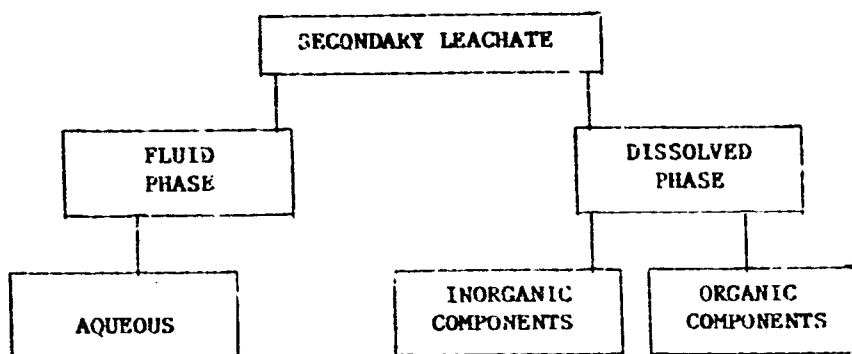 SECONDARY LEACHATE
FLUID
PHASE
DISSOLVED
PHASE
AQUEOUS
INORGANIC
COMPONENTS
ORGANIC
COMPONENTS